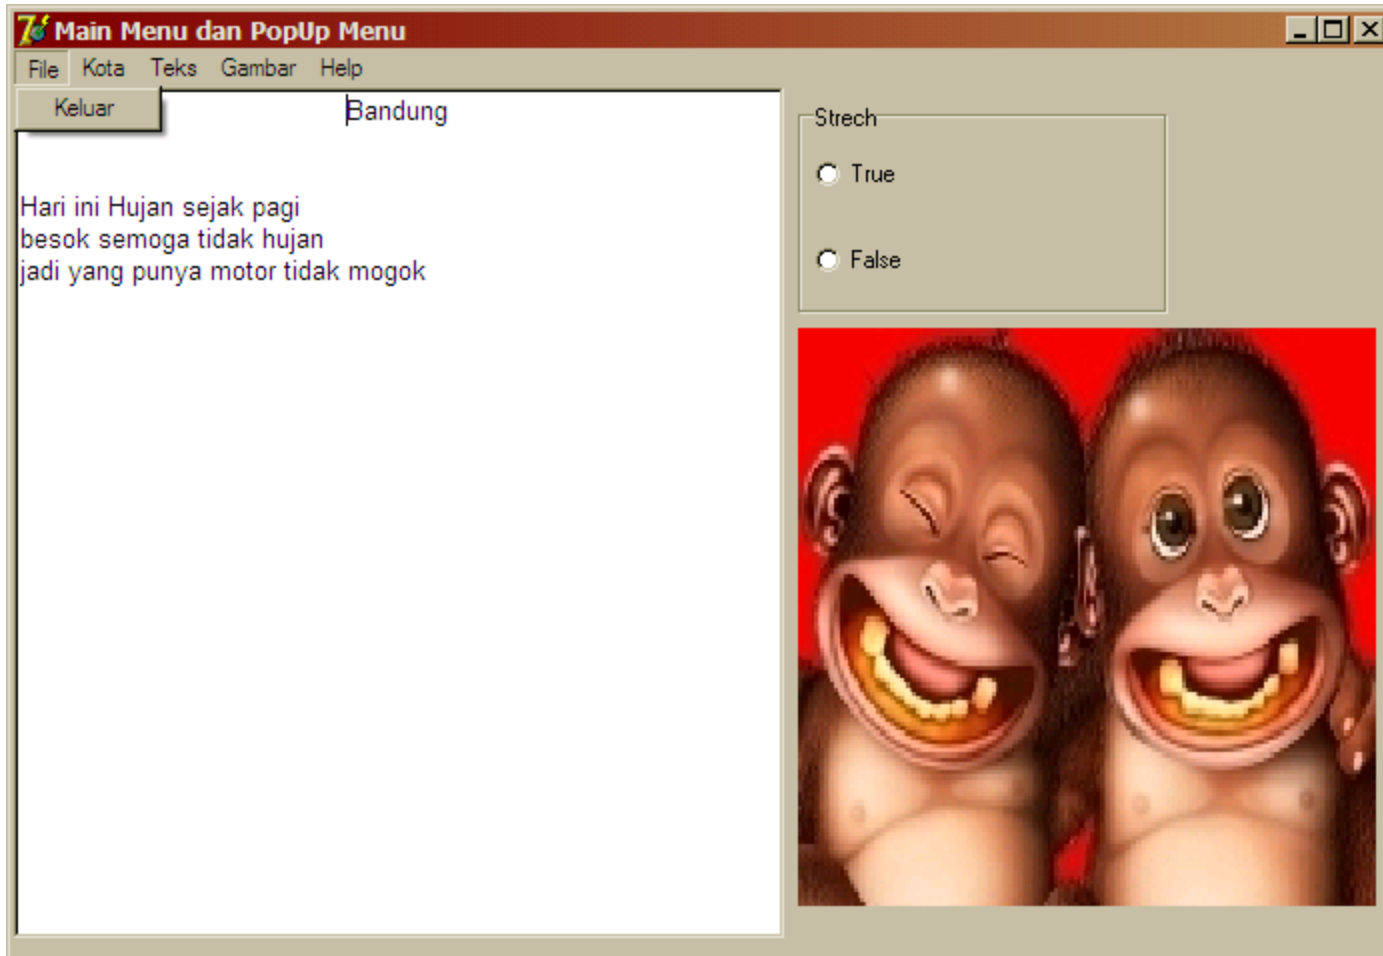 Main Menu dan PopUp Menu
File Kota Teks Gambar Help
Keluar
Bandung
Hari ini Hujan sejak pagi
besok semoga tidak hujan
jadi yang punya motor tidak mogok
Strech
True
False